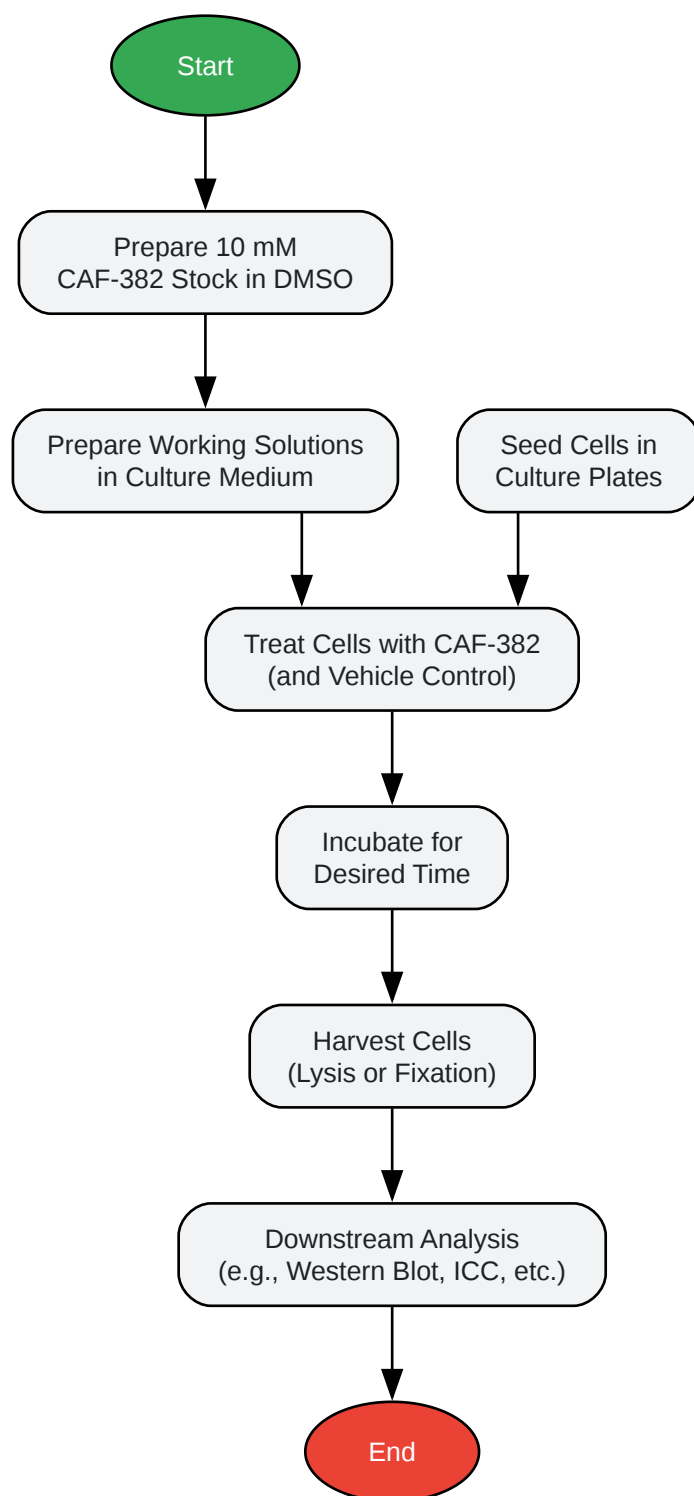 Start
Prepare 10 mM
CAF-382 Stock in DMSO
Prepare Working Solutions
in Culture Medium
Seed Cells in
Culture Plates
Treat Cells with CAF-382
(and Vehicle Control)
Incubate for
Desired Time
Harvest Cells
(Lysis or Fixation)
Downstream Analysis
(e.g., Western Blot, ICC, etc.)
End